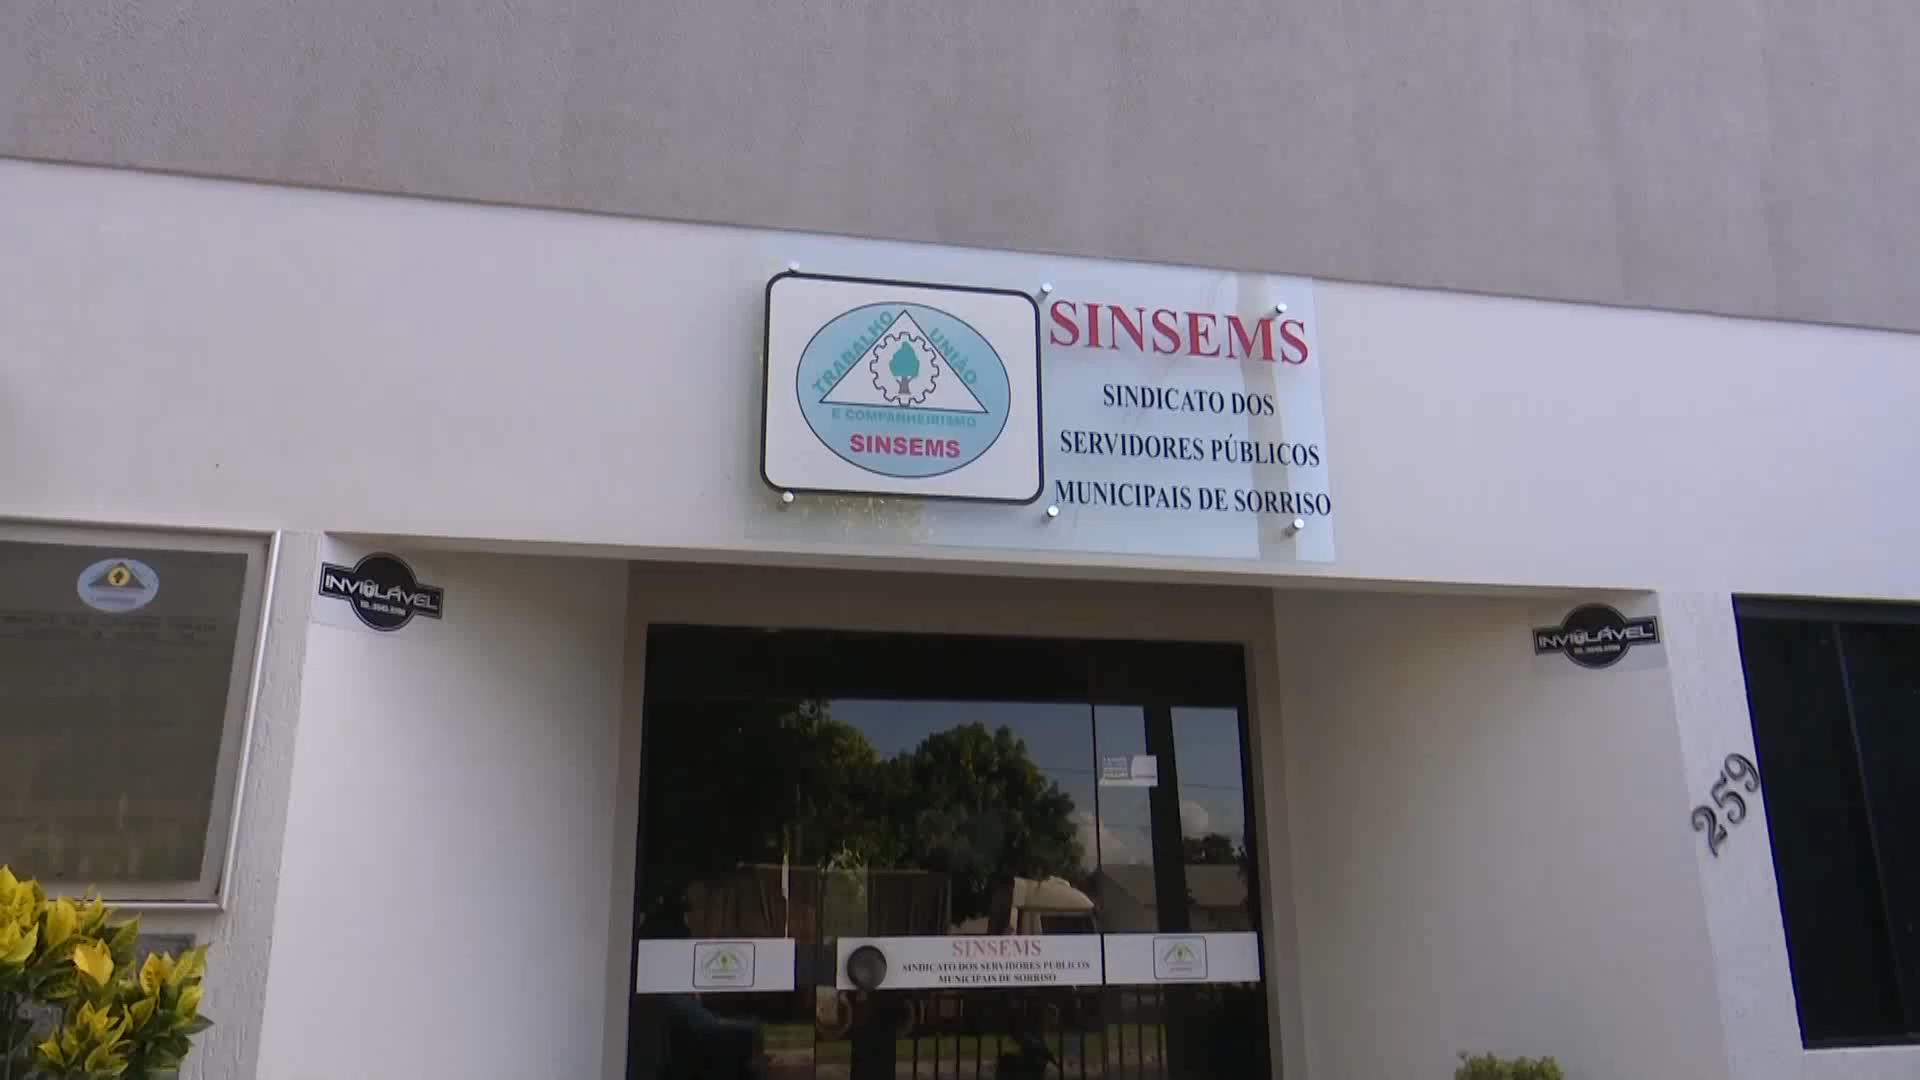 TRABALHO
UNIÃO
E COMPANHEIRISMO
SINSEMS
SINSEMS
SINDICATO DOS
SERVIDORES PÚBLICOS
MUNICIPAIS DE SORRISO
INVIOLÁVEL
INVIOLÁVEL
259
SINSEMS
SINDICATO DOS SERVIDORES PÚBLICOS
MUNICIPAIS DE SORRISO